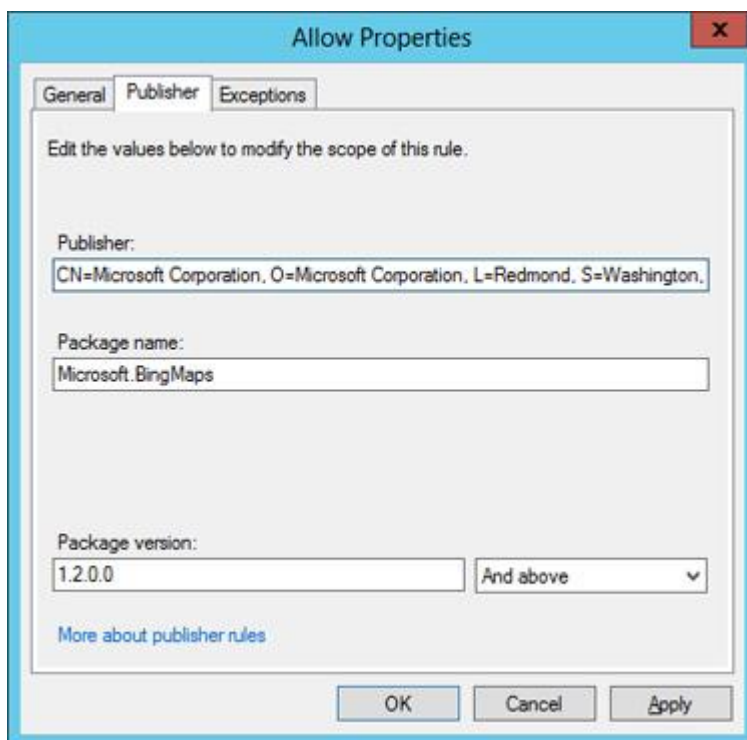 Allow Properties
x
General Publisher Exceptions
Edit the values below to modify the scope of this rule.
Publisher:
CN=Microsoft Corporation, O=Microsoft Corporation, L=Redmond, S=Washington,
Package name:
Microsoft.BingMaps
Package version:
1.2.0.0 And above
More about publisher rules
OK Cancel Apply